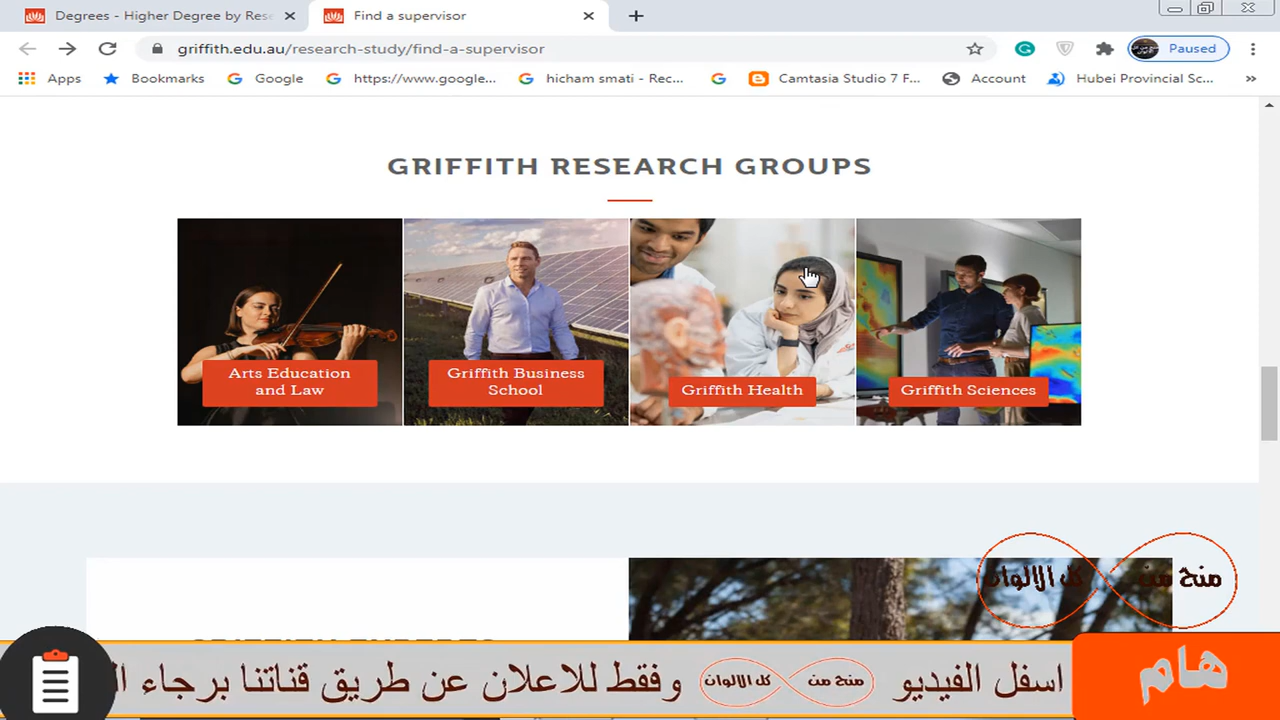 Degrees - Higher Degree by Rese
Find a supervisor
griffith.edu.au/research-study/find-a-supervisor
Paused
Apps
Bookmarks
Google
https://www.google...
hicham smati - Rec...
Camtasia Studio 7 F...
Account
Hubei Provincial Sc...
GRIFFITH RESEARCH GROUPS
Arts Education
and Law
Griffith Business
School
Griffith Health
Griffith Sciences
منح من كل الالوان
هام
اسفل الفيديو منح من كل الالوان وفقط للاعلان عن طريق قناتنا برجاء